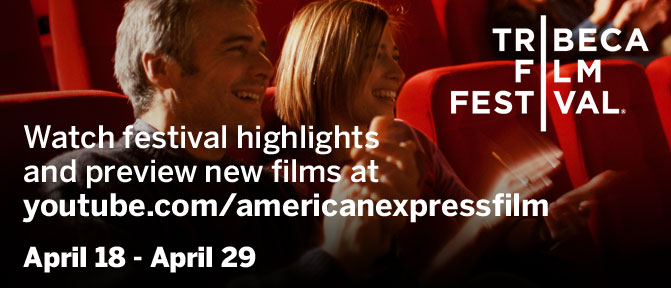 TRIBECA
FILM
FESTIVAL®
Watch festival highlights
and preview new films at
youtube.com/americanexpressfilm
April 18 - April 29